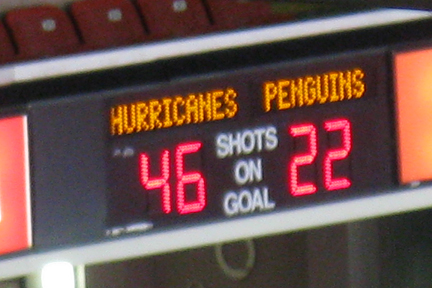 HURRICANES PENGUINS
46 SHOTS ON GOAL 22